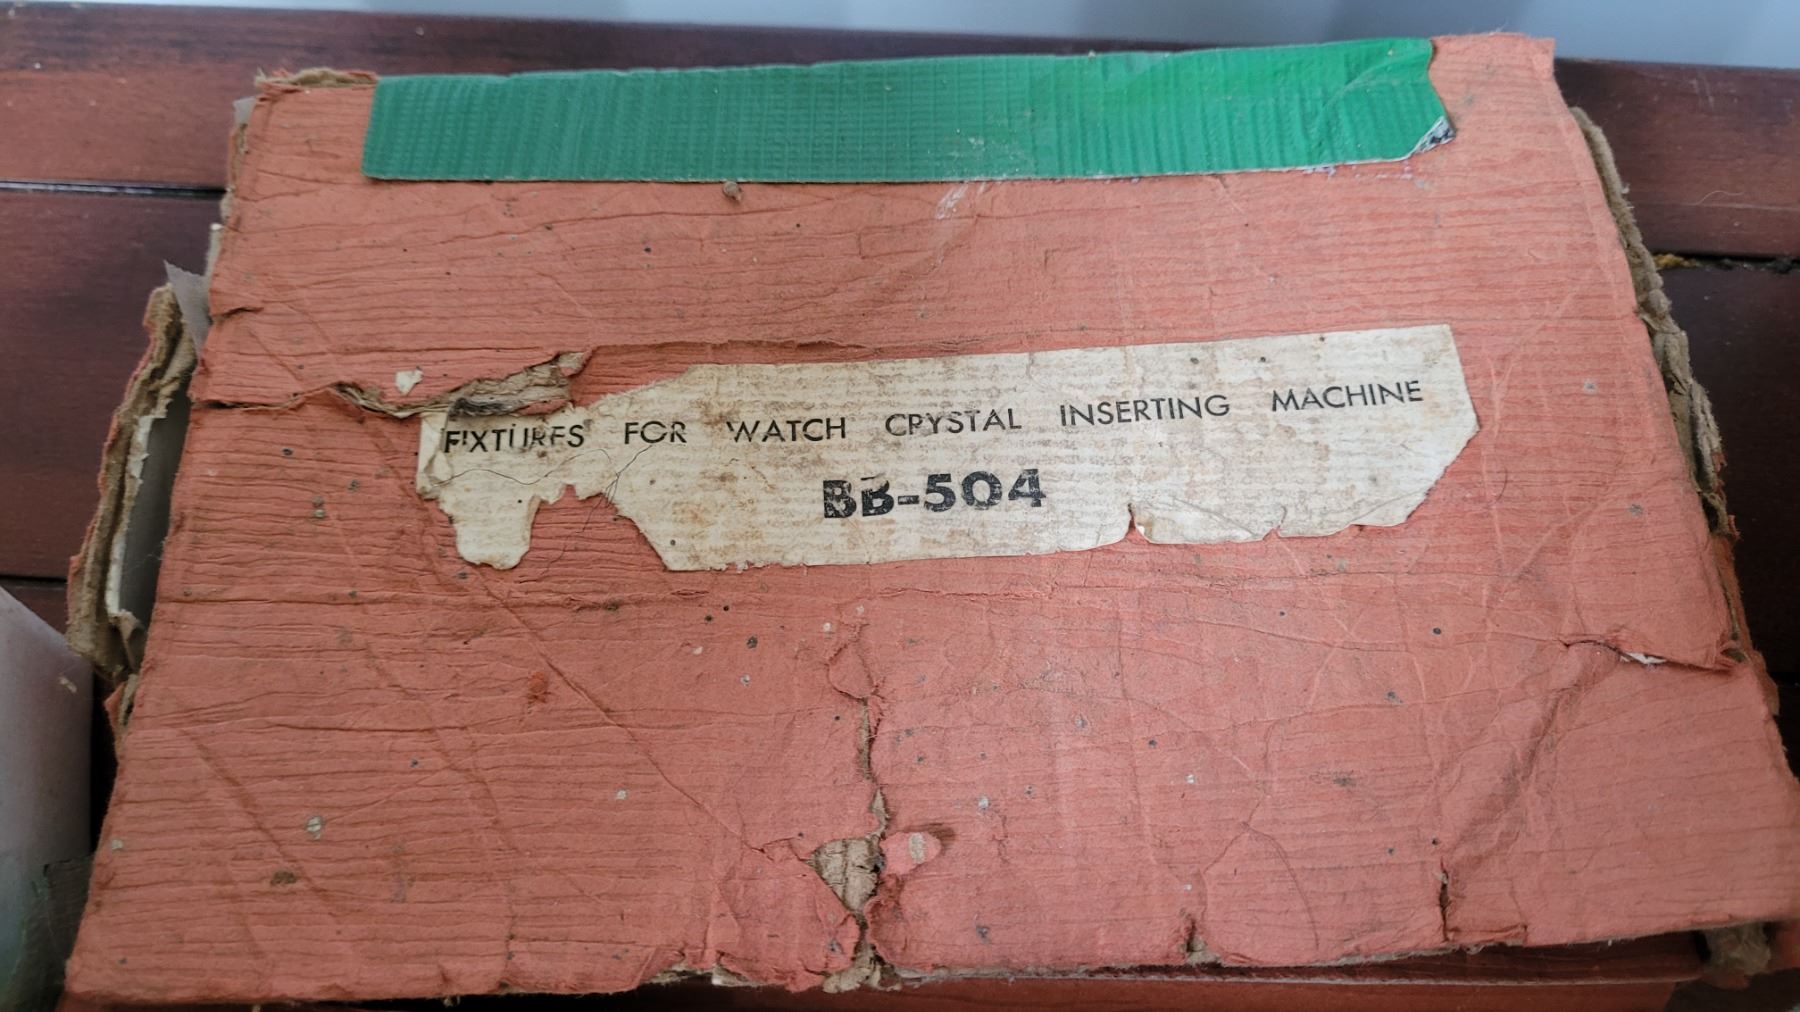 FIXTURES FOR WATCH CRYSTAL INSERTING MACHINE
BB-504